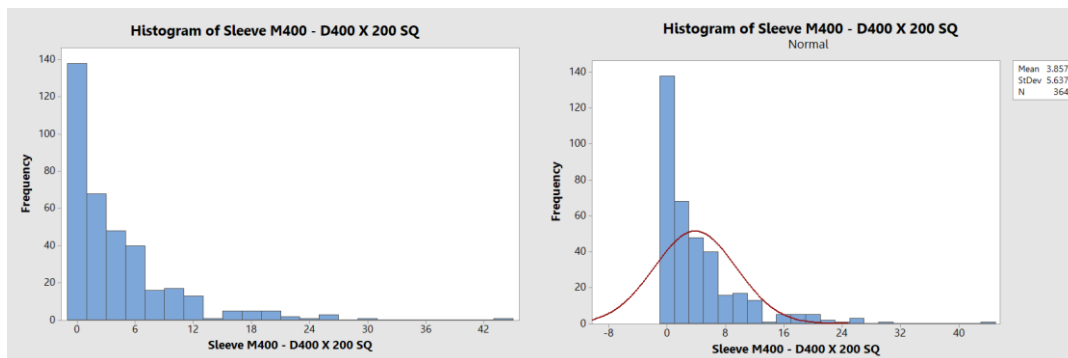 Histogram of Sleeve M400 - D400 X 200 SQ
140
120
100
80
60
40
20
0
Frequency
0 6 12 18 24 30 36 42
Sleeve M400 - D400 X 200 SQ
Histogram of Sleeve M400 - D400 X 200 SQ
Normal
140
120
100
80
60
40
20
0
Frequency
-8 0 8 16 24 32 40
Sleeve M400 - D400 X 200 SQ
Mean 3.857
StDev 5.637
N 364